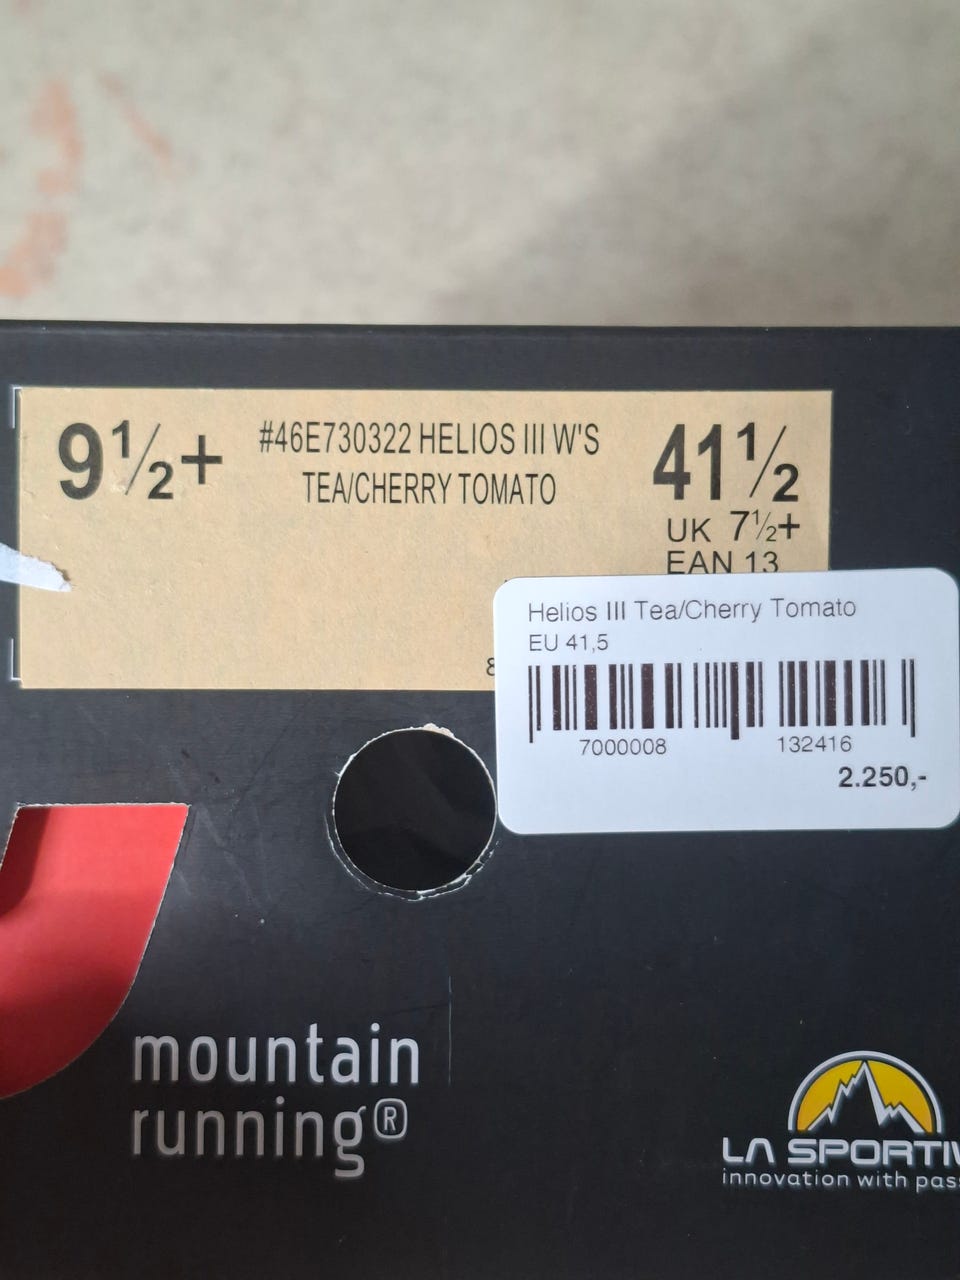 9½+
#46E730322 HELIOS III W'S
TEA/CHERRY TOMATO
41½
UK 7½+
EAN 13
8
Helios III Tea/Cherry Tomato
EU 41,5
7000008 132416
2.250,-
mountain
running®
LA SPORTIV
innovation with pass